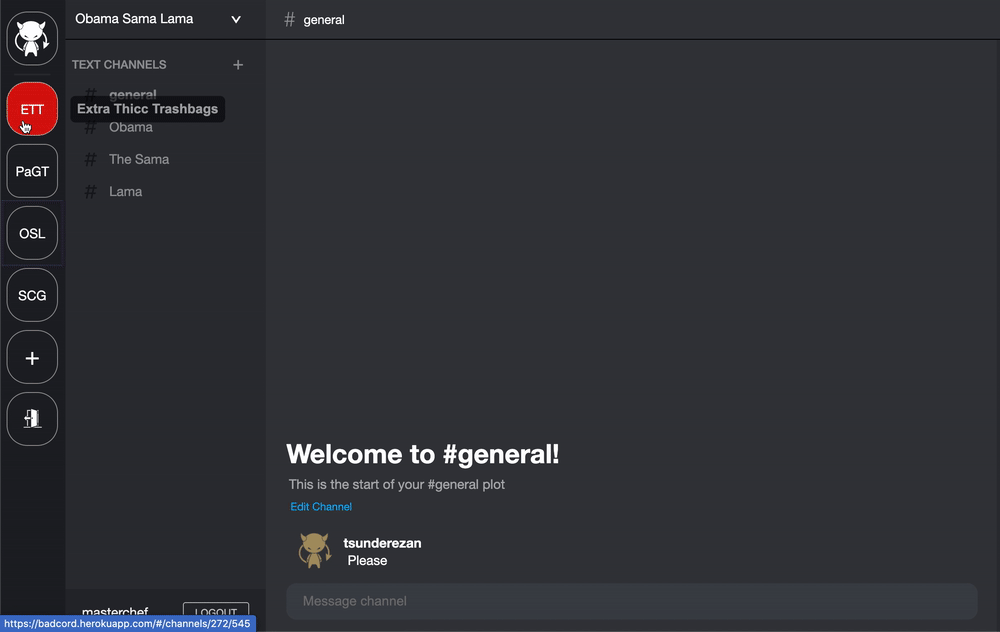 Obama Sama Lama
# general
TEXT CHANNELS +
# general
ETT
Extra Thicc Trashbags
# Obama
# The Sama
PaGT
# Lama
OSL
SCG
+
Welcome to #general!
This is the start of your #general plot
Edit Channel
tsunderezan
Please
Message channel
masterchef
LOGOUT
https://badcord.herokuapp.com/#/channels/272/545